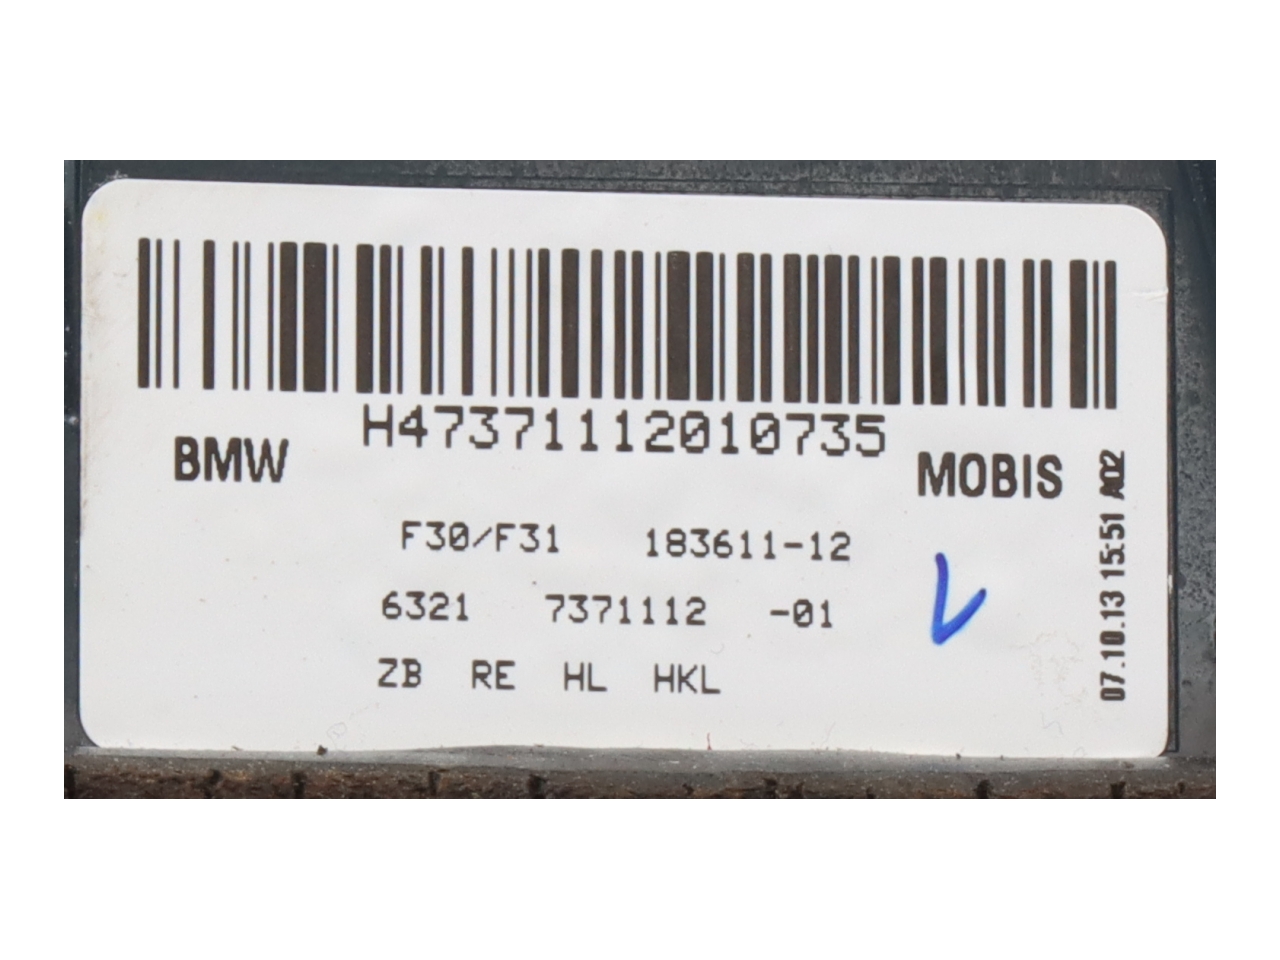 H47371112010735
BMW
MOBIS
F30/F31 183611-12
6321 7371112 -01
ZB RE HL HKL
07.10.13 15:51 A02